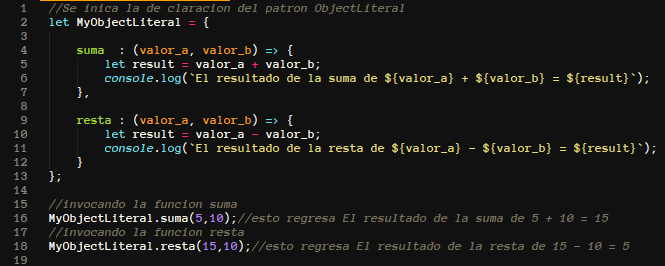 1 //Se inica la de claracion del patron ObjectLiteral
2 let MyObjectLiteral = {
3
4 suma : (valor_a, valor_b) => {
5 let result = valor_a + valor_b;
6 console.log(`El resultado de la suma de ${valor_a} + ${valor_b} = ${result}`);
7 },
8
9 resta : (valor_a, valor_b) => {
10 let result = valor_a - valor_b;
11 console.log(`El resultado de la resta de ${valor_a} - ${valor_b} = ${result}`);
12 }
13 };
14
15 //invocando la funcion suma
16 MyObjectLiteral.suma(5,10);//esto regresa El resultado de la suma de 5 + 10 = 15
17 //invocando la funcion resta
18 MyObjectLiteral.resta(15,10);//esto regresa El resultado de la resta de 15 - 10 = 5
19